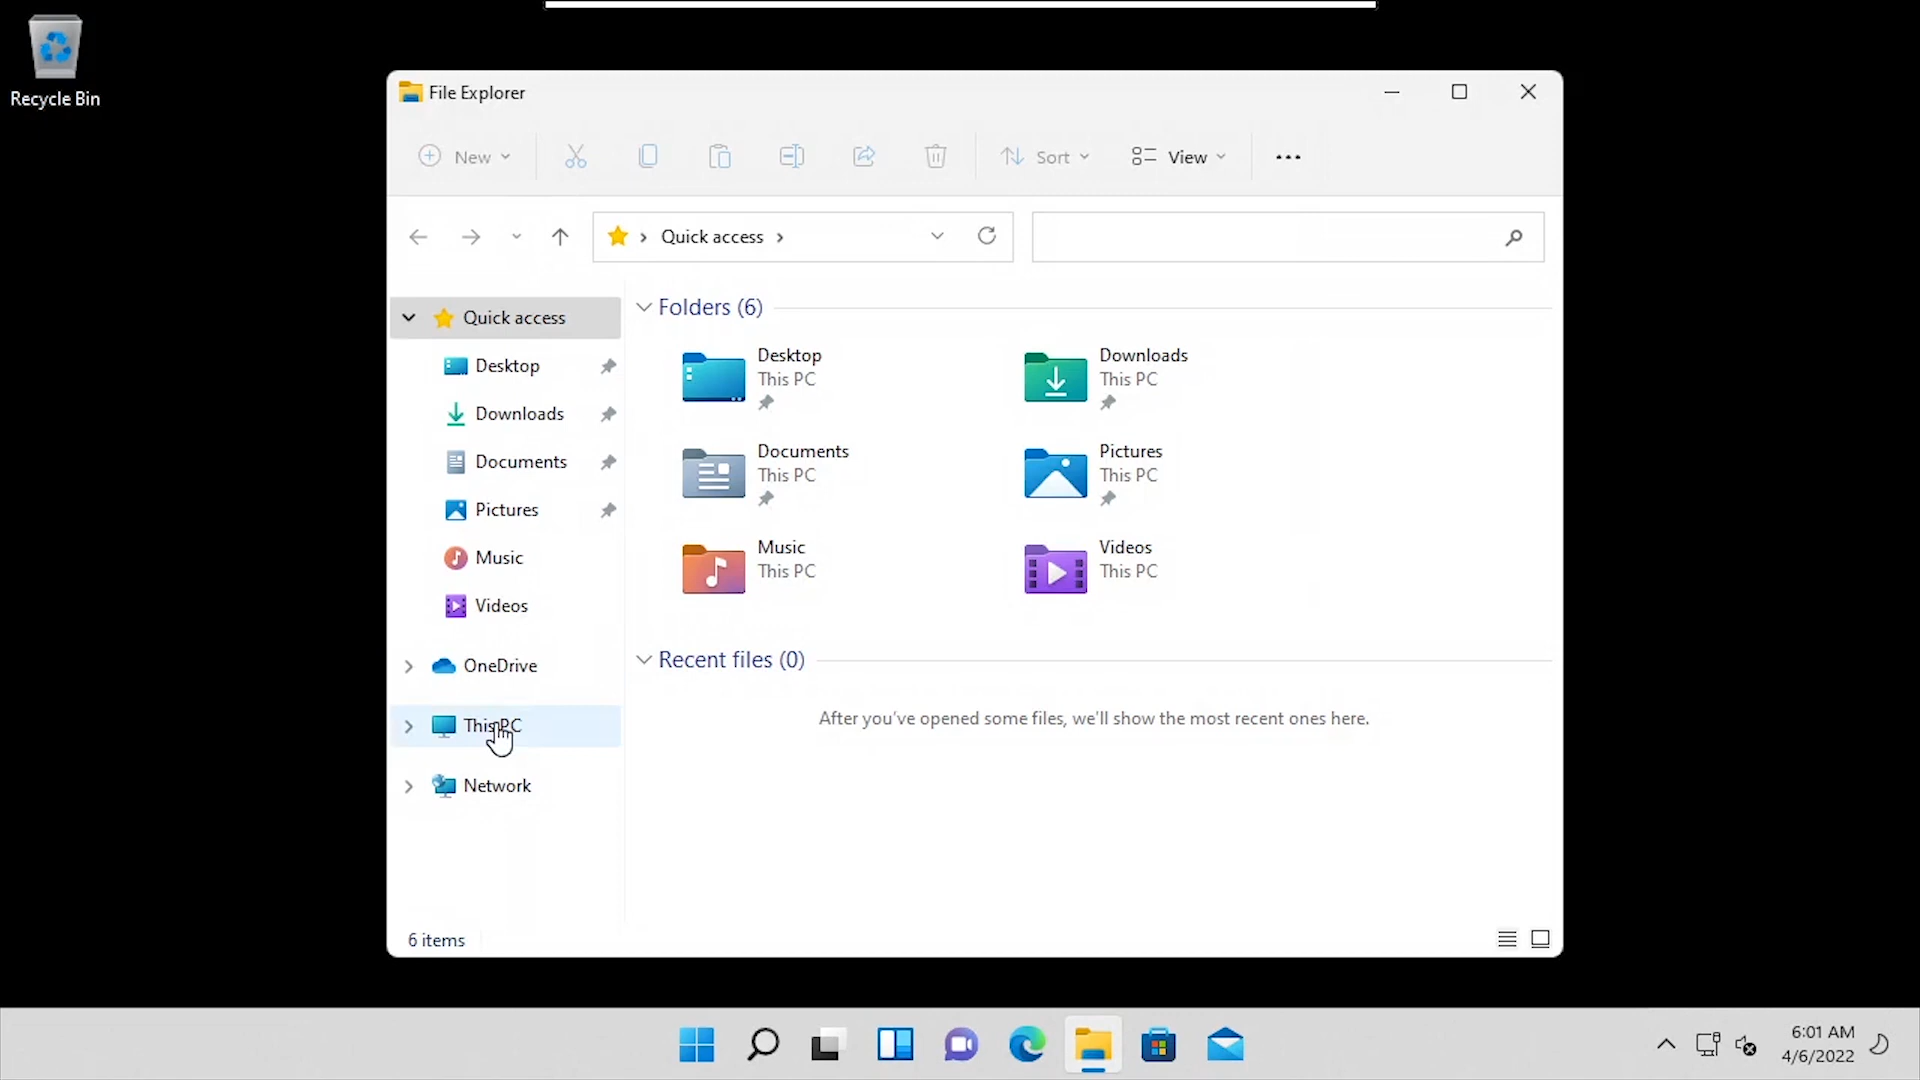 Recycle Bin
File Explorer
New
Sort
View
Quick access
Quick access
Desktop
Downloads
Documents
Pictures
Music
Videos
OneDrive
This PC
Network
Folders (6)
Desktop
This PC
Downloads
This PC
Documents
This PC
Pictures
This PC
Music
This PC
Videos
This PC
Recent files (0)
After you've opened some files, we'll show the most recent ones here.
6 items
6:01 AM
4/6/2022